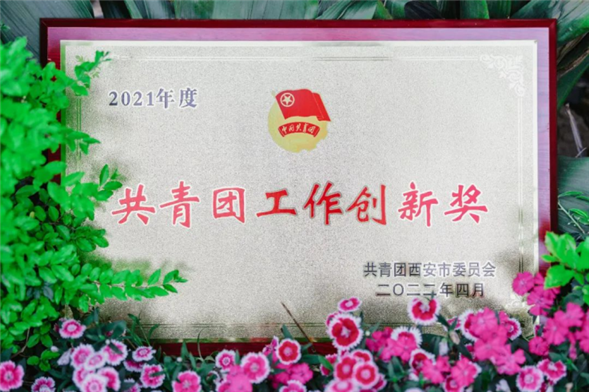 2021年度
中国共青团
共青团工作创新奖
共青团西安市委员会
二〇二二年四月